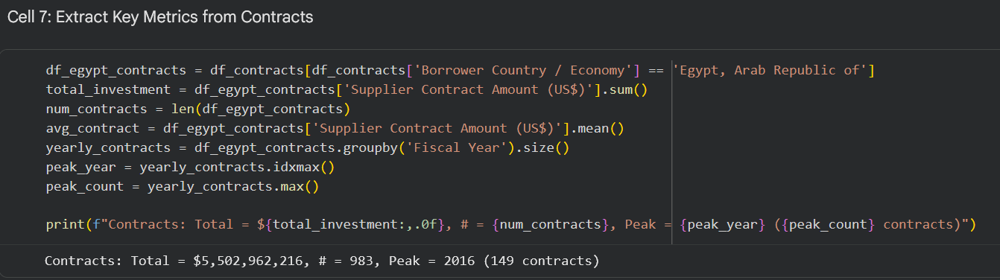 Cell 7: Extract Key Metrics from Contracts
df_egypt_contracts = df_contracts[df_contracts['Borrower Country / Economy'] == 'Egypt, Arab Republic of']
total_investment = df_egypt_contracts['Supplier Contract Amount (US$)'].sum()
num_contracts = len(df_egypt_contracts)
avg_contract = df_egypt_contracts['Supplier Contract Amount (US$)'].mean()
yearly_contracts = df_egypt_contracts.groupby('Fiscal Year').size()
peak_year = yearly_contracts.idxmax()
peak_count = yearly_contracts.max()
print(f"Contracts: Total = ${total_investment:,.0f}, # = {num_contracts}, Peak = {peak_year} ({peak_count} contracts)")
Contracts: Total = $5,502,962,216, # = 983, Peak = 2016 (149 contracts)